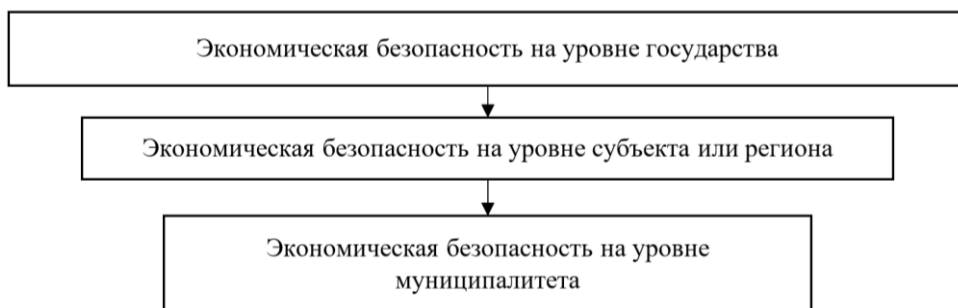 Экономическая безопасность на уровне государства
Экономическая безопасность на уровне субъекта или региона
Экономическая безопасность на уровне
муниципалитета